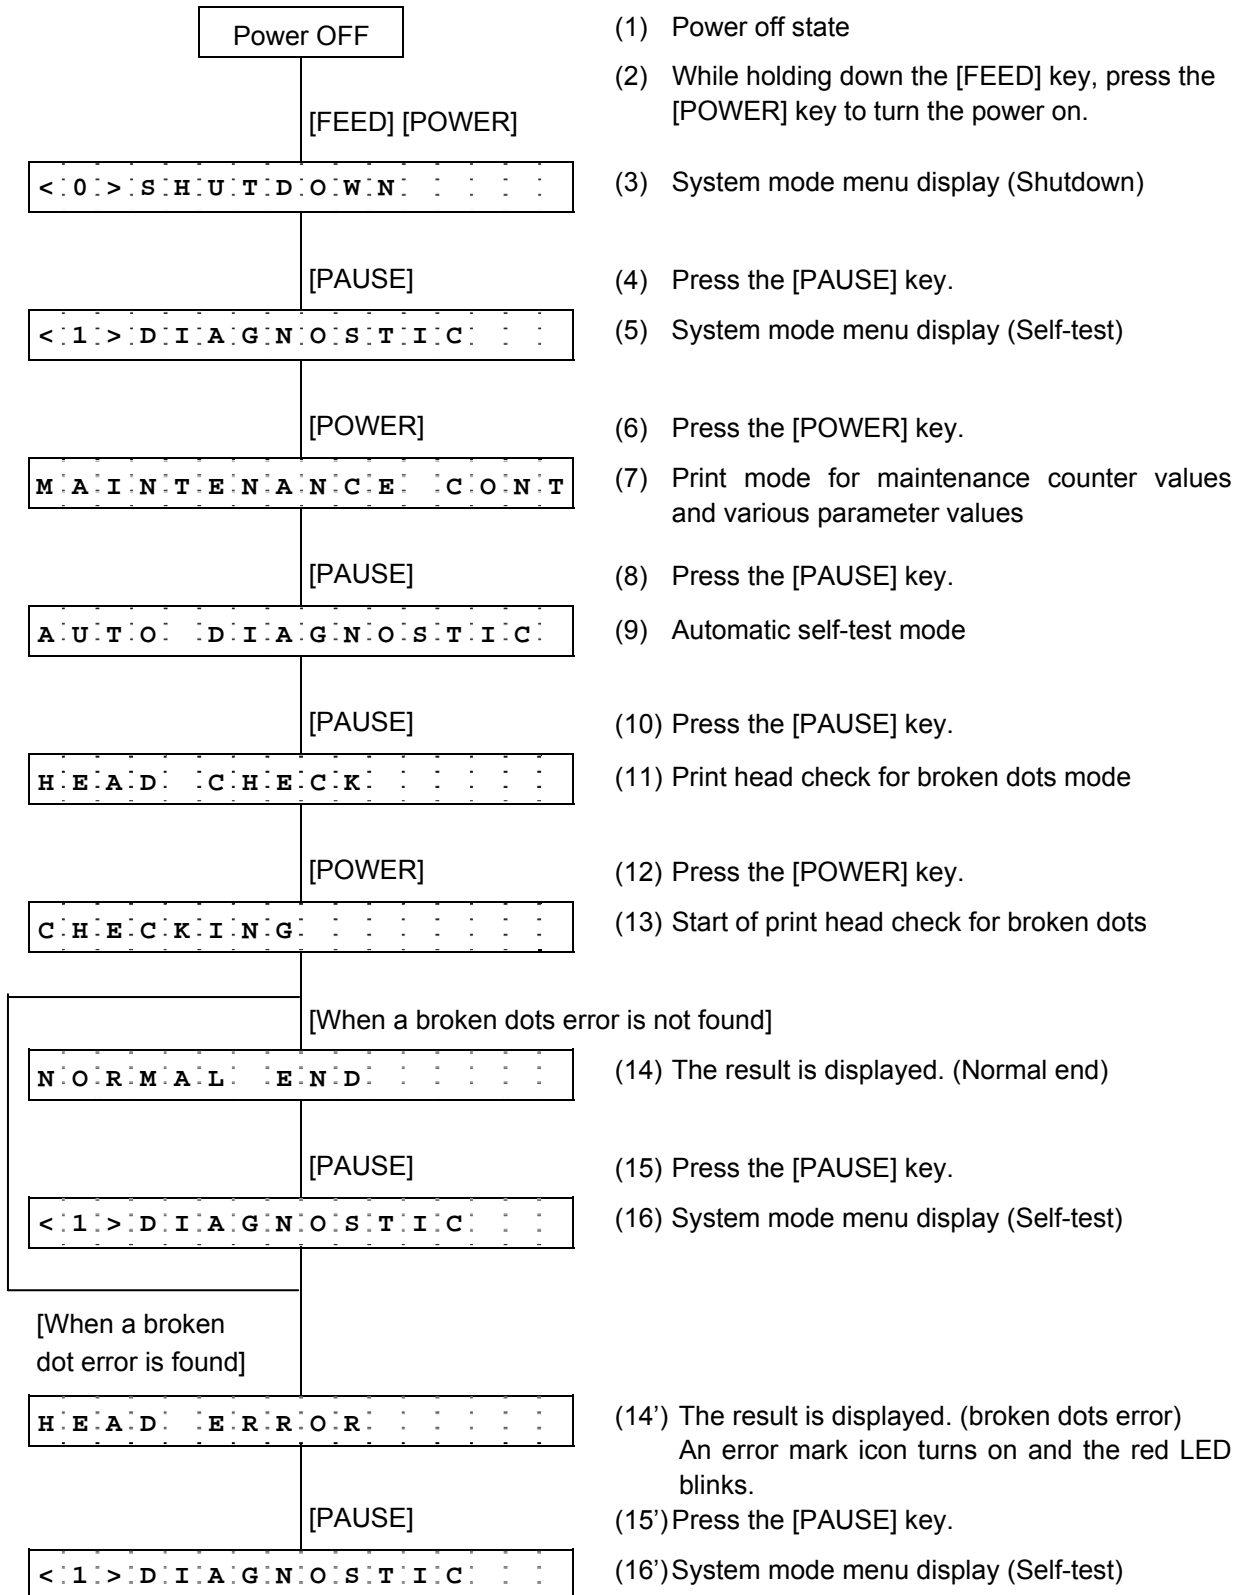 Power OFF
(1) Power off state
(2) While holding down the [FEED] key, press the
[POWER] key to turn the power on.
[FEED] [POWER]
<0>SHUTDOWN
(3) System mode menu display (Shutdown)
[PAUSE]
(4) Press the [PAUSE] key.
<1>DIAGNOSTIC
(5) System mode menu display (Self-test)
[POWER]
(6) Press the [POWER] key.
MAINTENANCE CONT
(7) Print mode for maintenance counter values
and various parameter values
[PAUSE]
(8) Press the [PAUSE] key.
AUTO DIAGNOSTIC
(9) Automatic self-test mode
[PAUSE]
(10) Press the [PAUSE] key.
HEAD CHECK
(11) Print head check for broken dots mode
[POWER]
(12) Press the [POWER] key.
CHECKING
(13) Start of print head check for broken dots
[When a broken dots error is not found]
NORMAL END
(14) The result is displayed. (Normal end)
[PAUSE]
(15) Press the [PAUSE] key.
<1>DIAGNOSTIC
(16) System mode menu display (Self-test)
[When a broken
dot error is found]
HEAD ERROR
(14’) The result is displayed. (broken dots error)
An error mark icon turns on and the red LED
blinks.
[PAUSE]
(15’) Press the [PAUSE] key.
<1>DIAGNOSTIC
(16’) System mode menu display (Self-test)